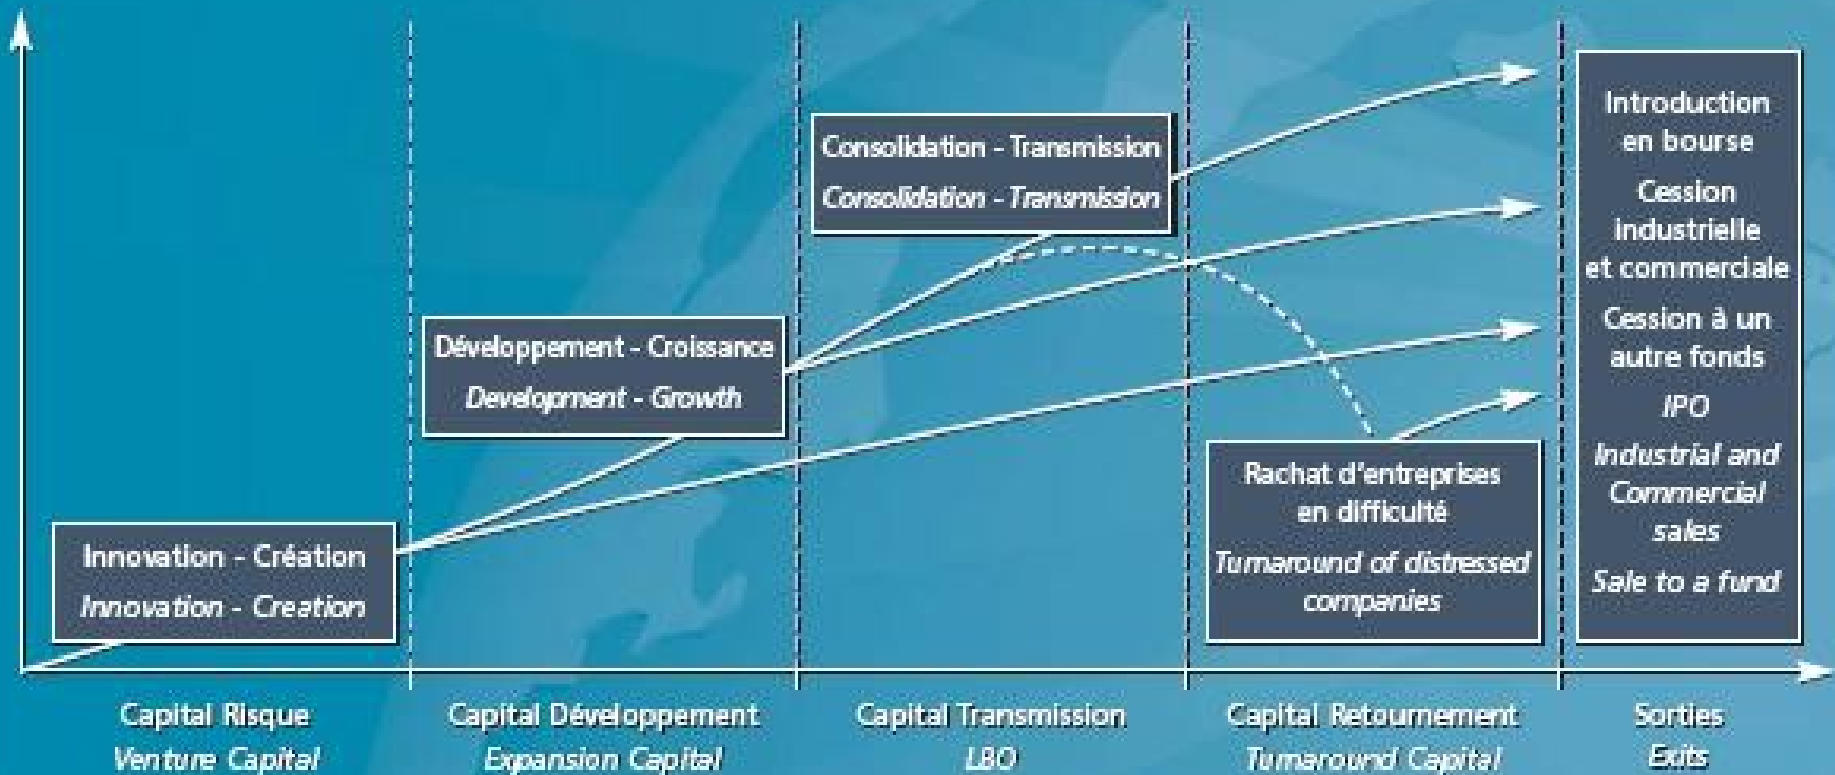 Innovation - Création
Innovation - Creation
Développement - Croissance
Development - Growth
Consolidation - Transmission
Consolidation - Transmission
Rachat d'entreprises
en difficulté
Turnaround of distressed
companies
Introduction
en bourse
Cession
industrielle
et commerciale
Cession à un
autre fonds
IPO
Industrial and
Commercial
sales
Sale to a fund
Capital Risque
Venture Capital
Capital Développement
Expansion Capital
Capital Transmission
LBO
Capital Retournement
Turnaround Capital
Sorties
Exits